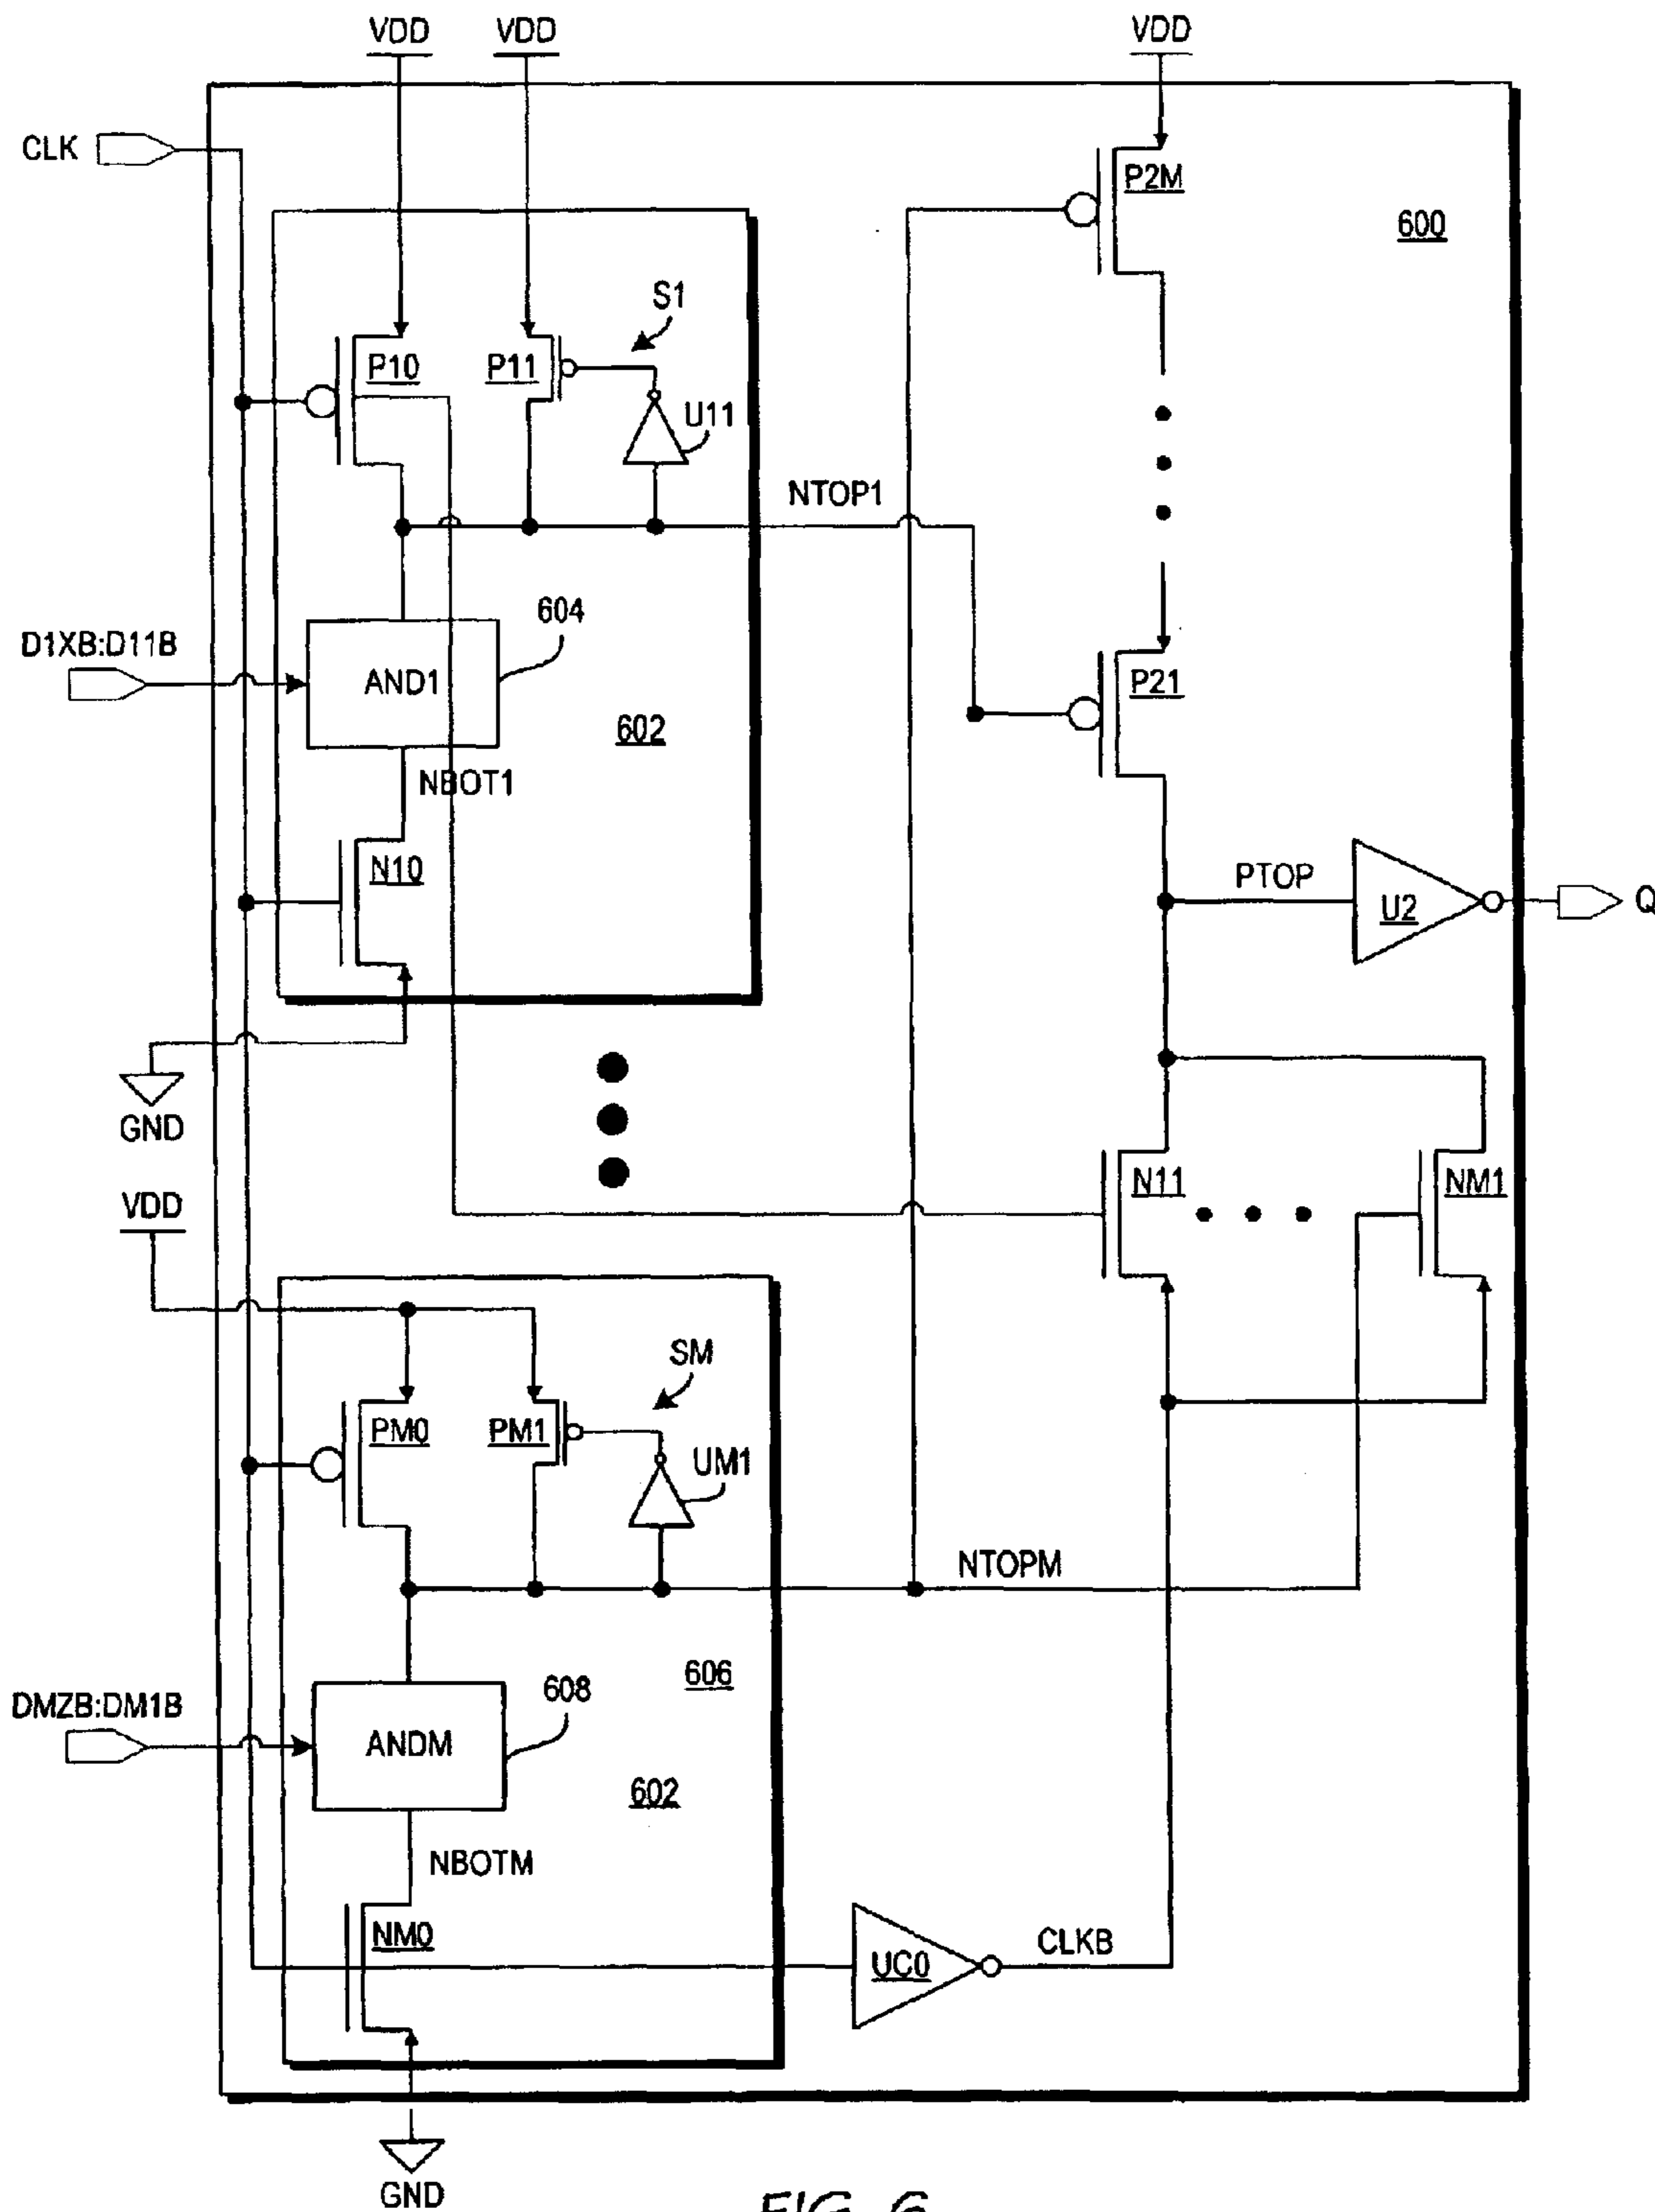 VDD
VDD
VDD
CLK
P2M
600
S1
P10
P11
U11
NTOP1
604
D1XB:D11B
AND1
P21
602
NBOT1
N10
PTOP
U2
Q
GND
N11
NM1
VDD
SM
PM0
PM1
UM1
NTOPM
606
608
DMZB:DM1B
ANDM
602
NBOTM
NM0
UC0
CLKB
GND
FIG. 6